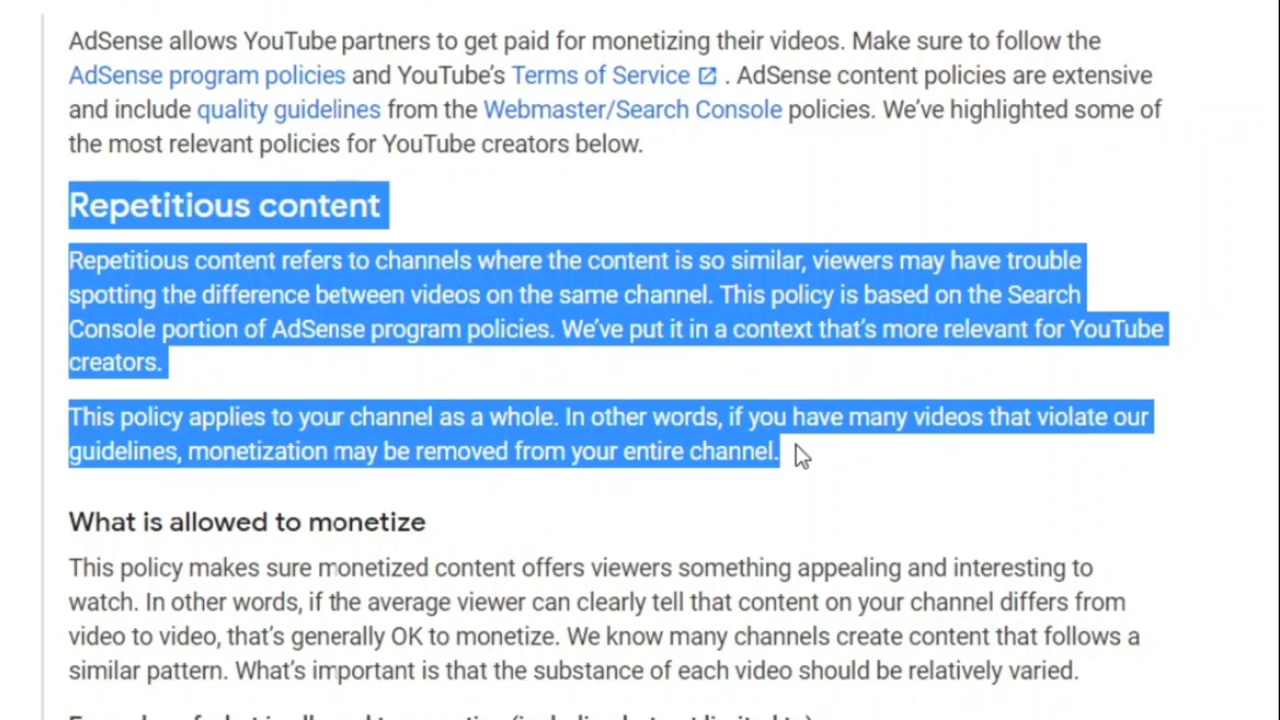 AdSense allows YouTube partners to get paid for monetizing their videos. Make sure to follow the
AdSense program policies and YouTube's Terms of Service . AdSense content policies are extensive
and include quality guidelines from the Webmaster/Search Console policies. We've highlighted some of
the most relevant policies for YouTube creators below.
Repetitious content
Repetitious content refers to channels where the content is so similar, viewers may have trouble
spotting the difference between videos on the same channel. This policy is based on the Search
Console portion of AdSense program policies. We've put it in a context that's more relevant for YouTube
creators.
This policy applies to your channel as a whole. In other words, if you have many videos that violate our
guidelines, monetization may be removed from your entire channel.
What is allowed to monetize
This policy makes sure monetized content offers viewers something appealing and interesting to
watch. In other words, if the average viewer can clearly tell that content on your channel differs from
video to video, that's generally OK to monetize. We know many channels create content that follows a
similar pattern. What's important is that the substance of each video should be relatively varied.